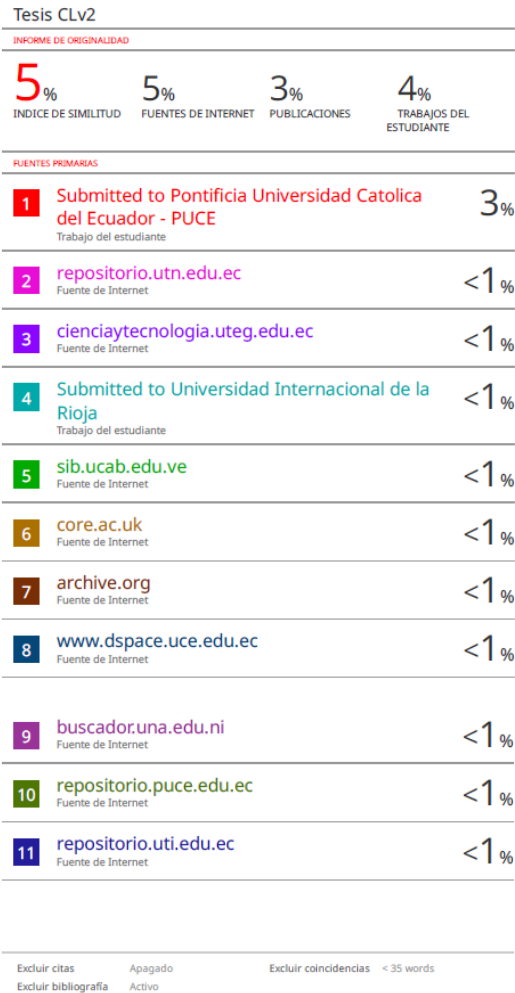 Tesis CLv2
INFORME DE ORIGINALIDAD
5%
INDICE DE SIMILITUD
5%
FUENTES DE INTERNET
3%
PUBLICACIONES
4%
TRABAJOS DEL
ESTUDIANTE
FUENTES PRIMARIAS
1
Submitted to Pontificia Universidad Catolica
del Ecuador - PUCE
Trabajo del estudiante
3%
2
repositorio.utn.edu.ec
Fuente de Internet
<1%
3
cienciaytecnologia.uteg.edu.ec
Fuente de Internet
<1%
4
Submitted to Universidad Internacional de la
Rioja
Trabajo del estudiante
<1%
5
sib.ucab.edu.ve
Fuente de Internet
<1%
6
core.ac.uk
Fuente de Internet
<1%
7
archive.org
Fuente de Internet
<1%
8
www.dspace.uce.edu.ec
Fuente de Internet
<1%
9
buscador.una.edu.ni
Fuente de Internet
<1%
10
repositorio.puce.edu.ec
Fuente de Internet
<1%
11
repositorio.uti.edu.ec
Fuente de Internet
<1%
Excluir citas Apagado
Excluir bibliografía Activo
Excluir coincidencias < 35 words